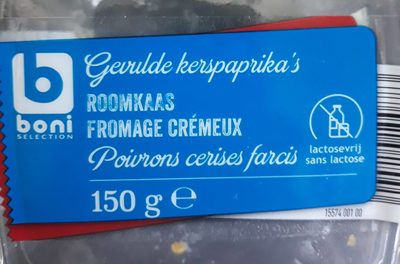 Gevulde kerspaprika's
ROOMKAAS
FROMAGE CRÉMEUX
Poivrons cerises farcis
150 g e
b
boni
SELECTION
lactosevrij
sans lactose
15574 001 00